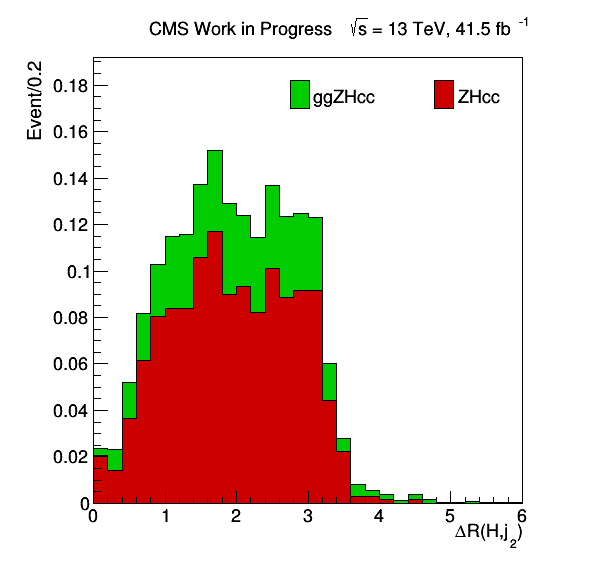 CMS Work in Progress √s = 13 TeV, 41.5 fb⁻¹
Event/0.2
ggZHcc
ZHcc
0.18
0.16
0.14
0.12
0.1
0.08
0.06
0.04
0.02
0
0 1 2 3 4 5 6
ΔR(H,j₂)